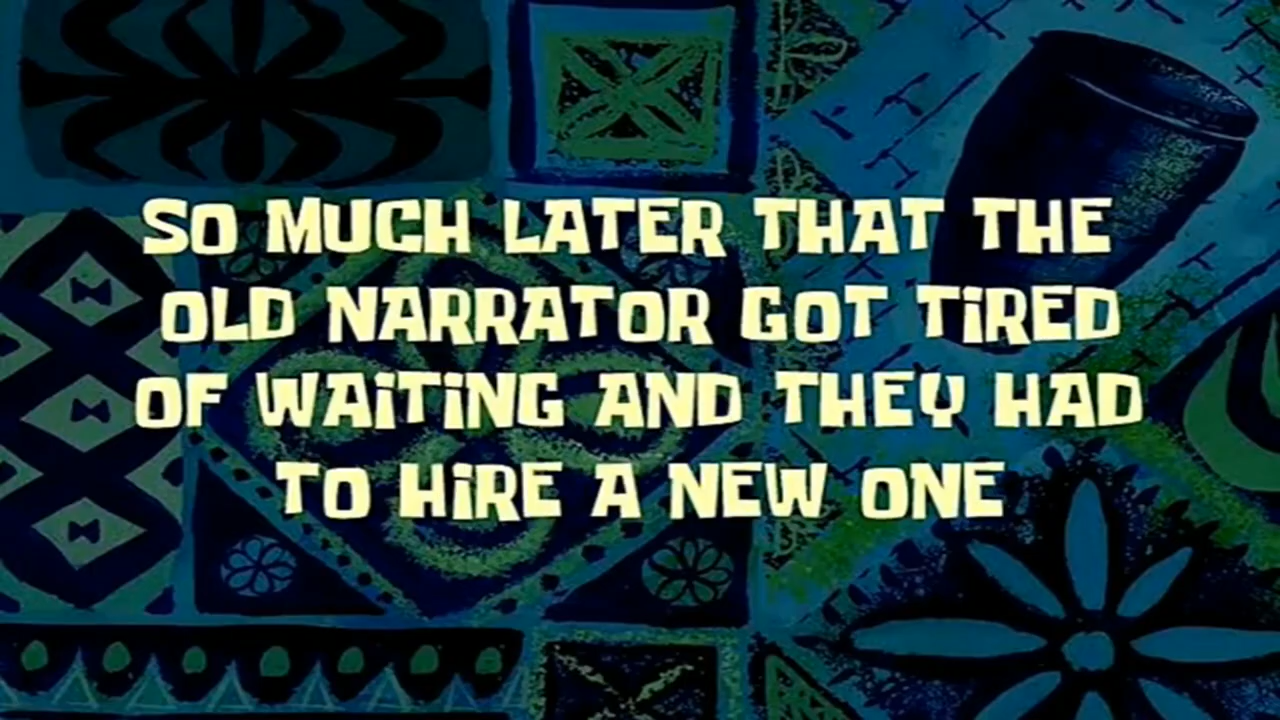 SO MUCH LATER THAT THE
OLD NARRATOR GOT TiRED
OF WAiTiNG AND THEY HAD
TO HiRE A NEW ONE